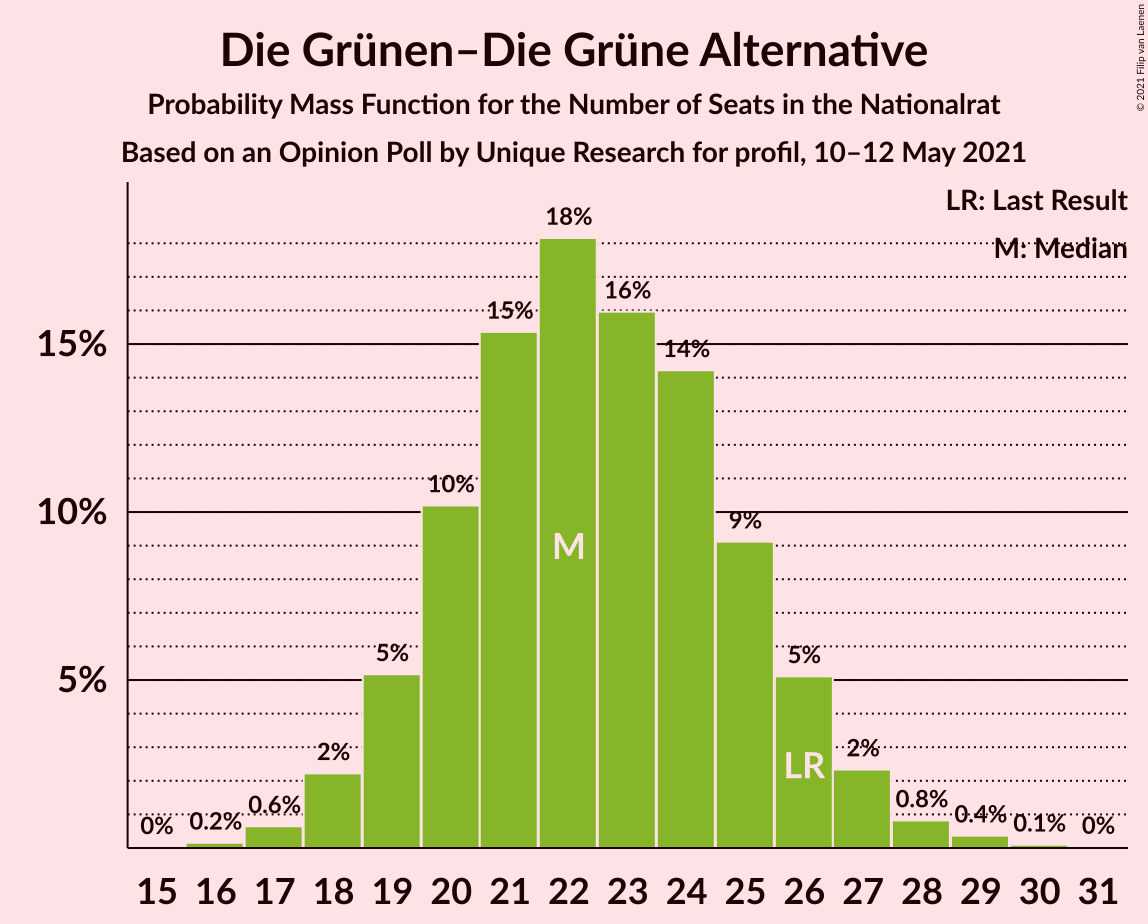 Die Grünen–Die Grüne Alternative
Probability Mass Function for the Number of Seats in the Nationalrat
Based on an Opinion Poll by Unique Research for profil, 10–12 May 2021
© 2021 Filip van Laenen
LR: Last Result
M: Median
18%
16%
15%
15%
14%
10%
10%
9%
M
5%
5%
5%
LR
2%
2%
0%
0.2%
0.6%
0.8%
0.4%
0.1%
0%
15 16 17 18 19 20 21 22 23 24 25 26 27 28 29 30 31